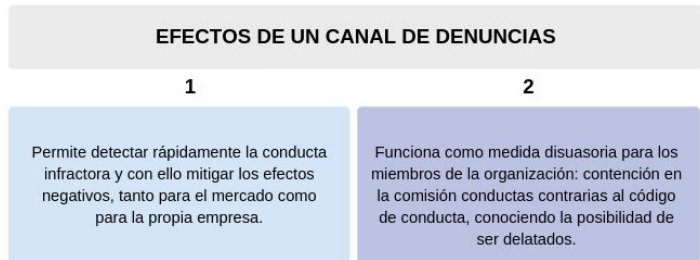 EFECTOS DE UN CANAL DE DENUNCIAS
1
Permite detectar rápidamente la conducta
infractora y con ello mitigar los efectos
negativos, tanto para el mercado como
para la propia empresa.
2
Funciona como medida disuasoria para los
miembros de la organización: contención en
la comisión conductas contrarias al código
de conducta, conociendo la posibilidad de
ser delatados.